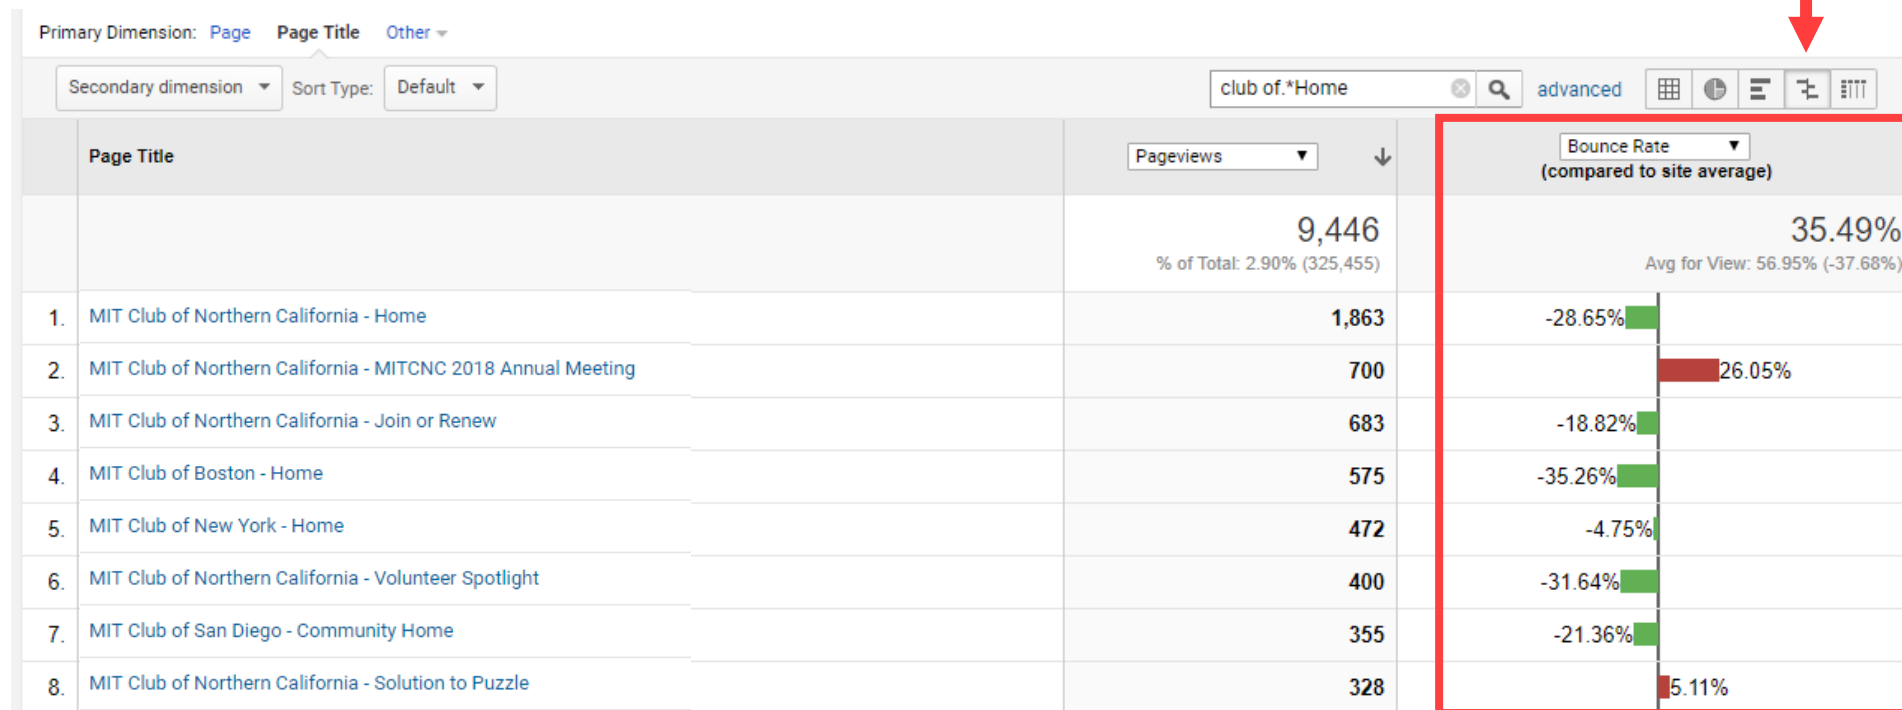 Primary Dimension: Page Page Title Other
Secondary dimension Sort Type: Default club of.*Home advanced
Page Title Pageviews Bounce Rate
(compared to site average)
9,446 35.49%
% of Total: 2.90% (325,455) Avg for View: 56.95% (-37.68%)
1. MIT Club of Northern California - Home 1,863 -28.65%
2. MIT Club of Northern California - MITCNC 2018 Annual Meeting 700 26.05%
3. MIT Club of Northern California - Join or Renew 683 -18.82%
4. MIT Club of Boston - Home 575 -35.26%
5. MIT Club of New York - Home 472 -4.75%
6. MIT Club of Northern California - Volunteer Spotlight 400 -31.64%
7. MIT Club of San Diego - Community Home 355 -21.36%
8. MIT Club of Northern California - Solution to Puzzle 328 5.11%